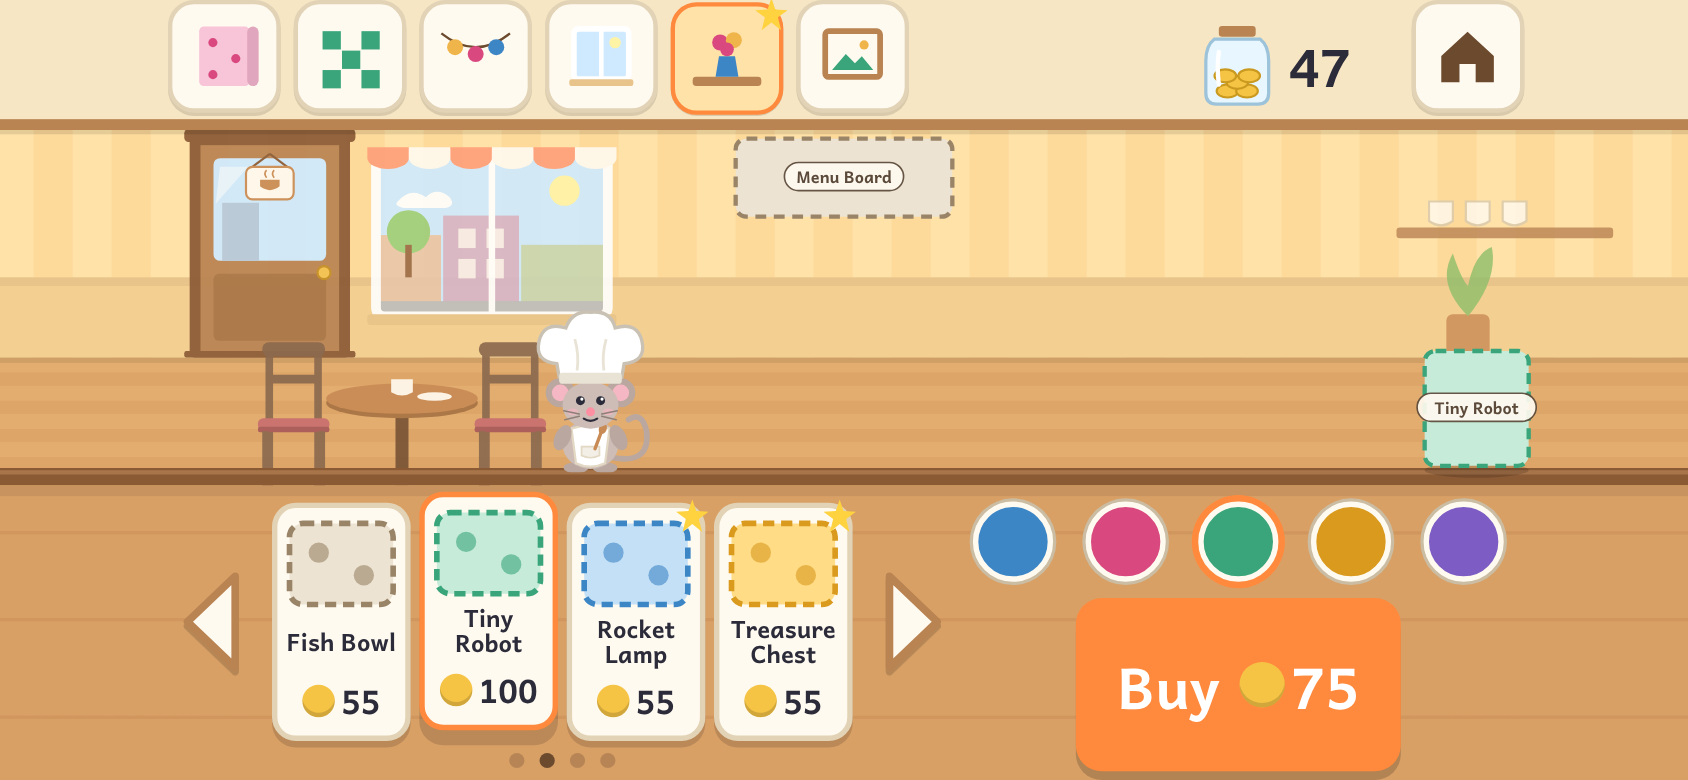 47
Menu Board
Tiny Robot
Fish Bowl
55
Tiny
Robot
100
Rocket
Lamp
55
Treasure
Chest
55
Buy 75